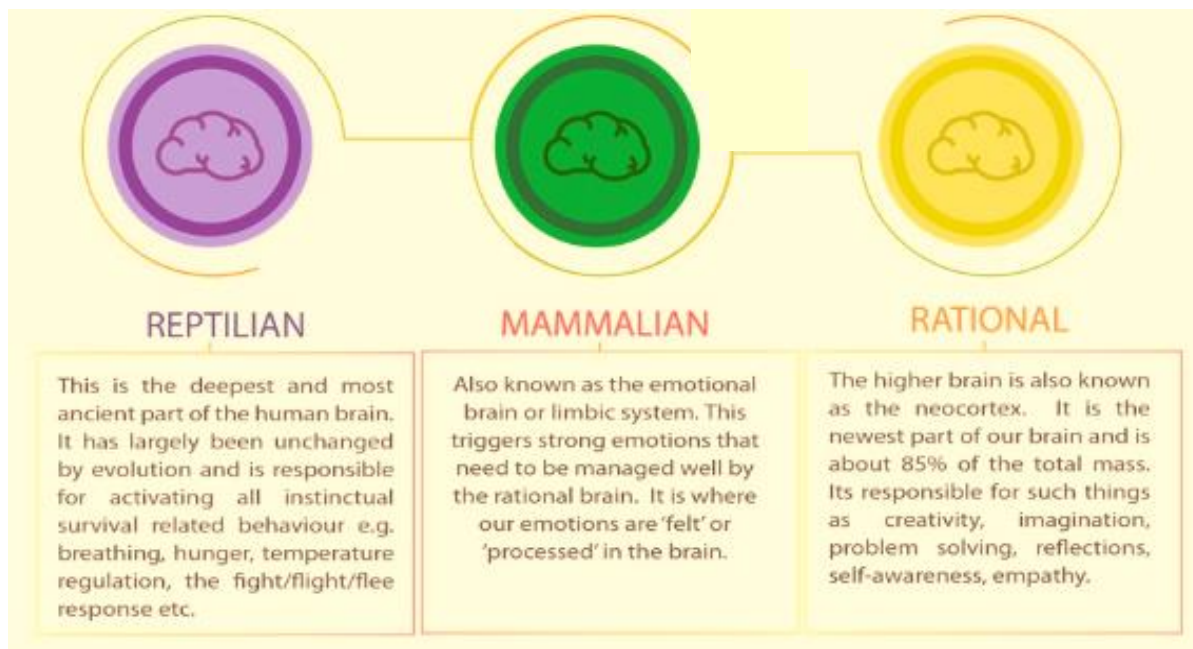 REPTILIAN
This is the deepest and most
ancient part of the human brain.
It has largely been unchanged
by evolution and is responsible
for activating all instinctual
survival related behaviour e.g.
breathing, hunger, temperature
regulation, the fight/flight/flee
response etc.
MAMMALIAN
Also known as the emotional
brain or limbic system. This
triggers strong emotions that
need to be managed well by
the rational brain. It is where
our emotions are ‘felt’ or
‘processed’ in the brain.
RATIONAL
The higher brain is also known
as the neocortex. It is the
newest part of our brain and is
about 85% of the total mass.
Its responsible for such things
as creativity, imagination,
problem solving, reflections,
self-awareness, empathy.